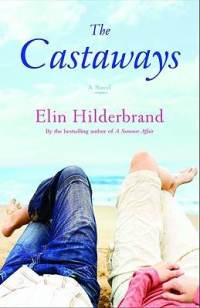 The
Castaways
A Novel
Elin Hilderbrand
By the bestselling author of A Summer Affair